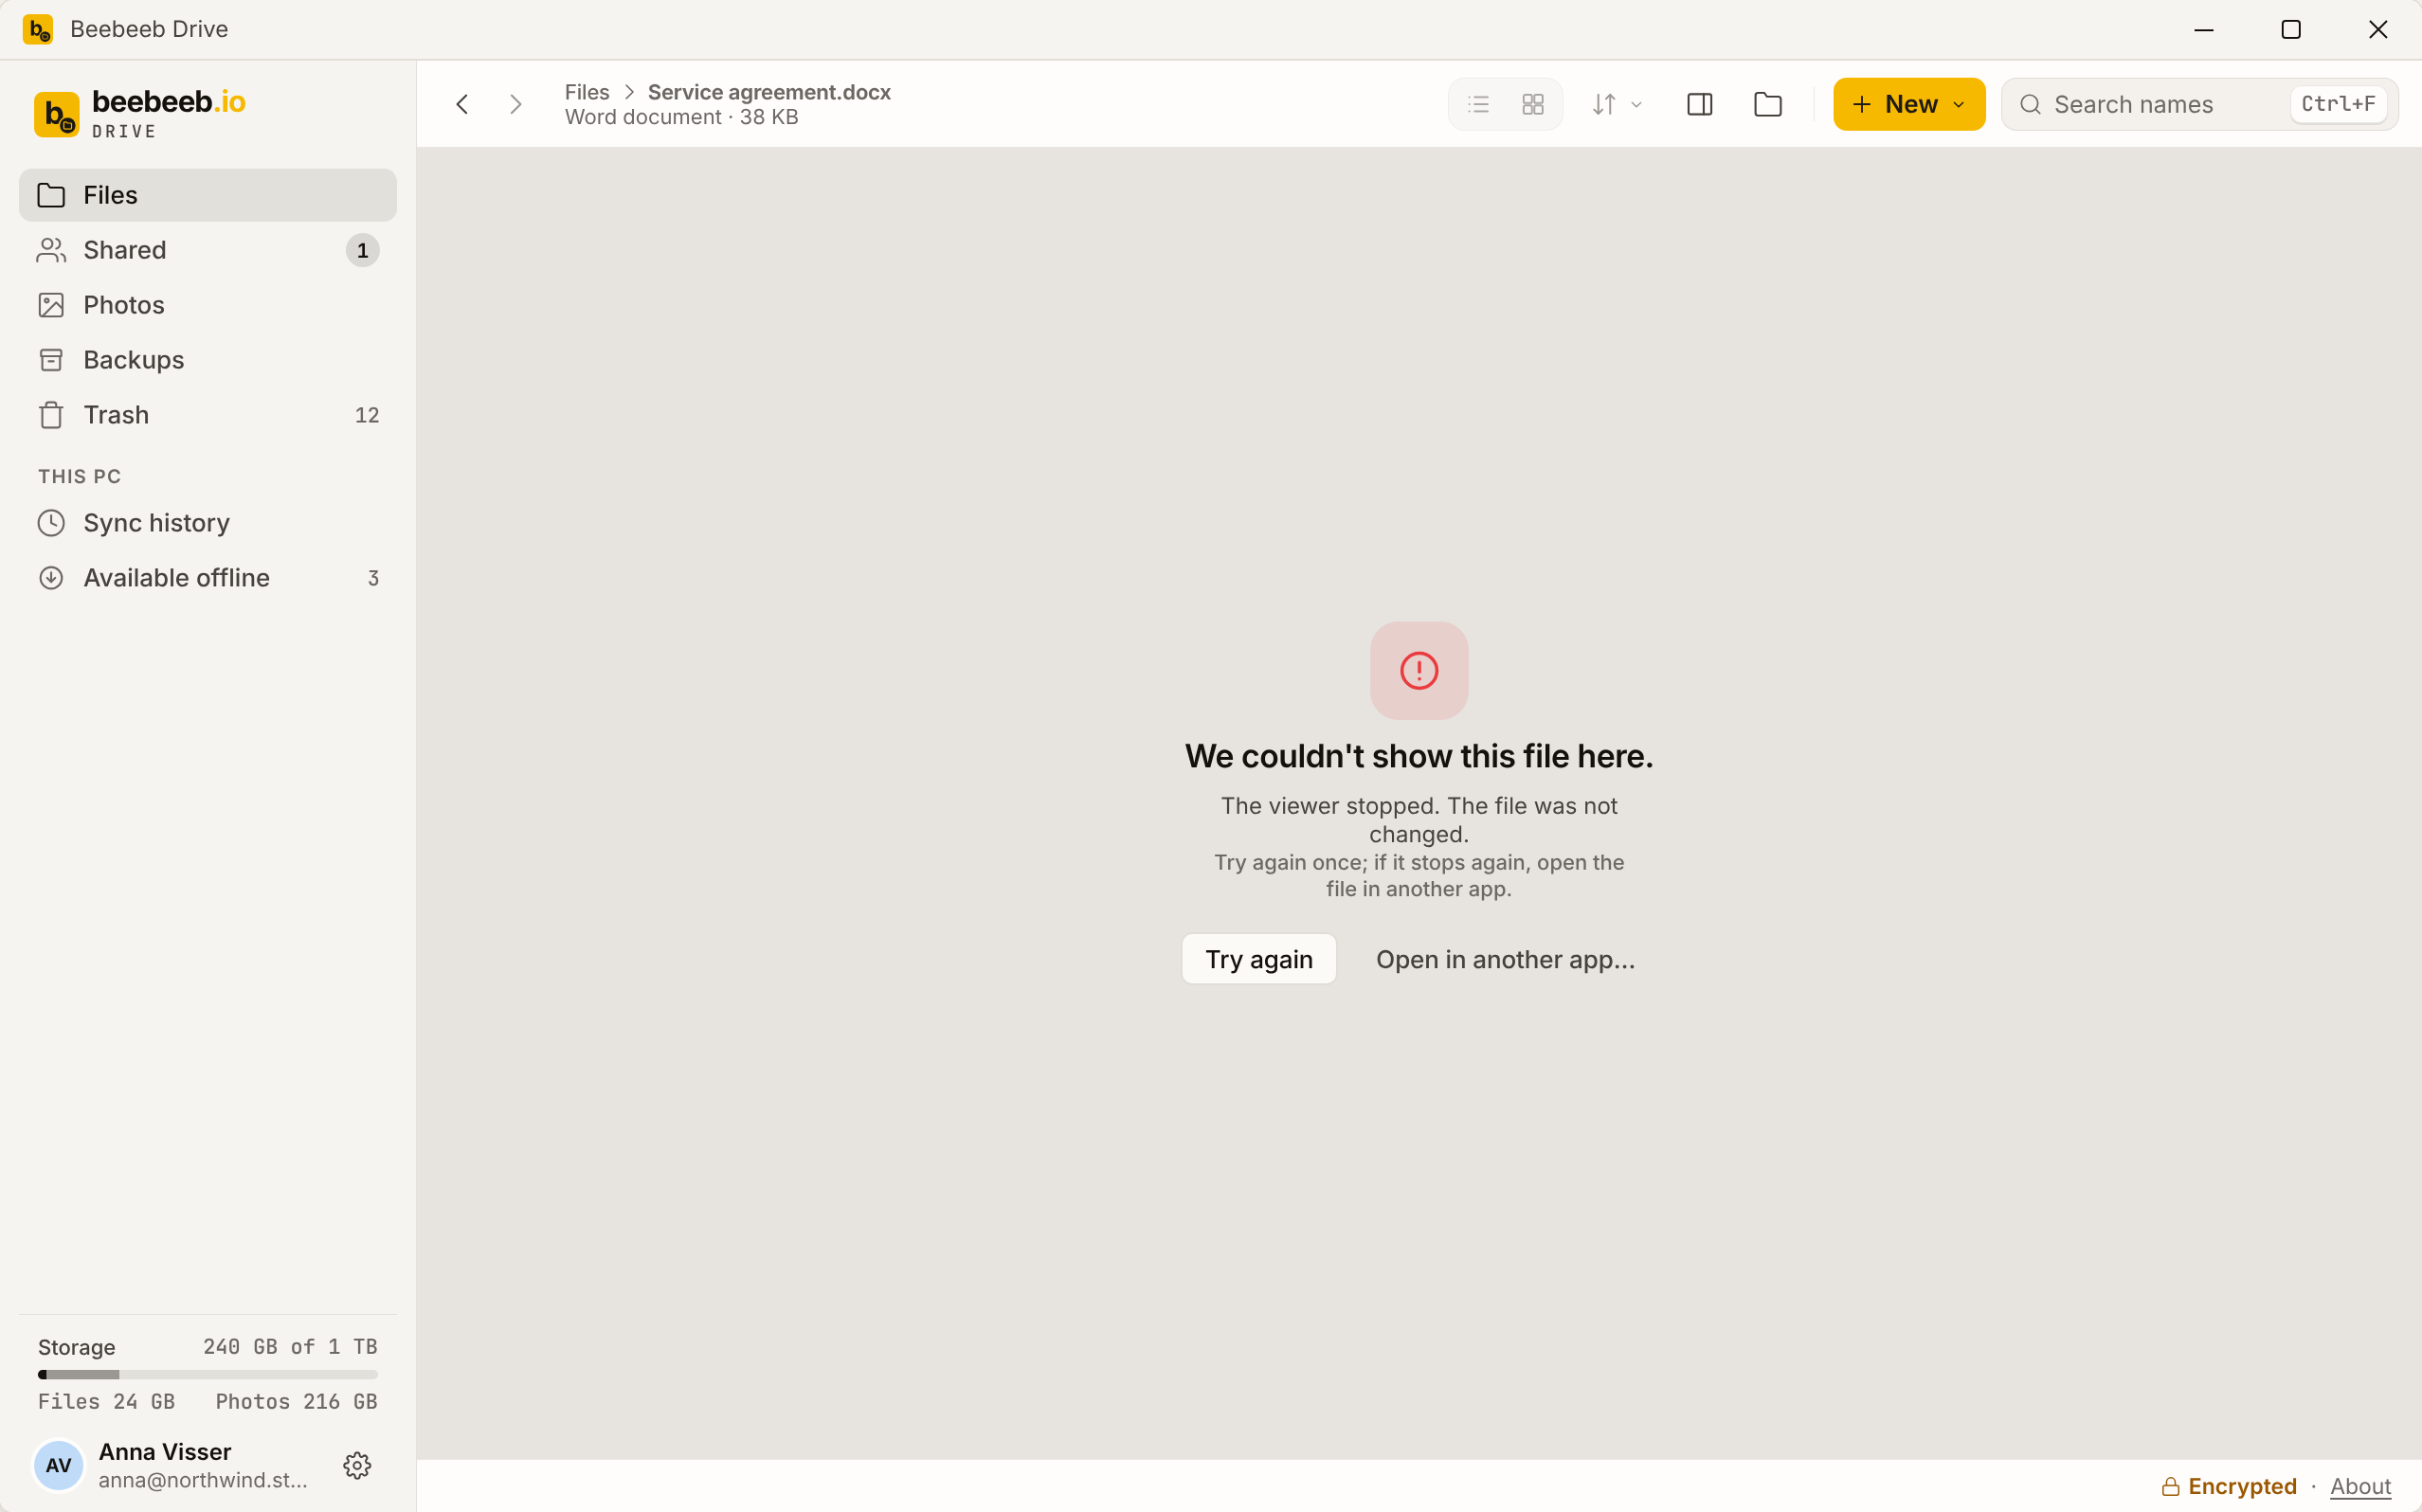 Beebeeb Drive
beebeeb.io
DRIVE
Files
Shared 1
Photos
Backups
Trash 12
THIS PC
Sync history
Available offline 3
Storage 240 GB of 1 TB
Files 24 GB Photos 216 GB
AV
Anna Visser
anna@northwind.st...
Files > Service agreement.docx
Word document · 38 KB
+ New
Search names Ctrl+F
We couldn't show this file here.
The viewer stopped. The file was not
changed.
Try again once; if it stops again, open the
file in another app.
Try again Open in another app...
Encrypted · About